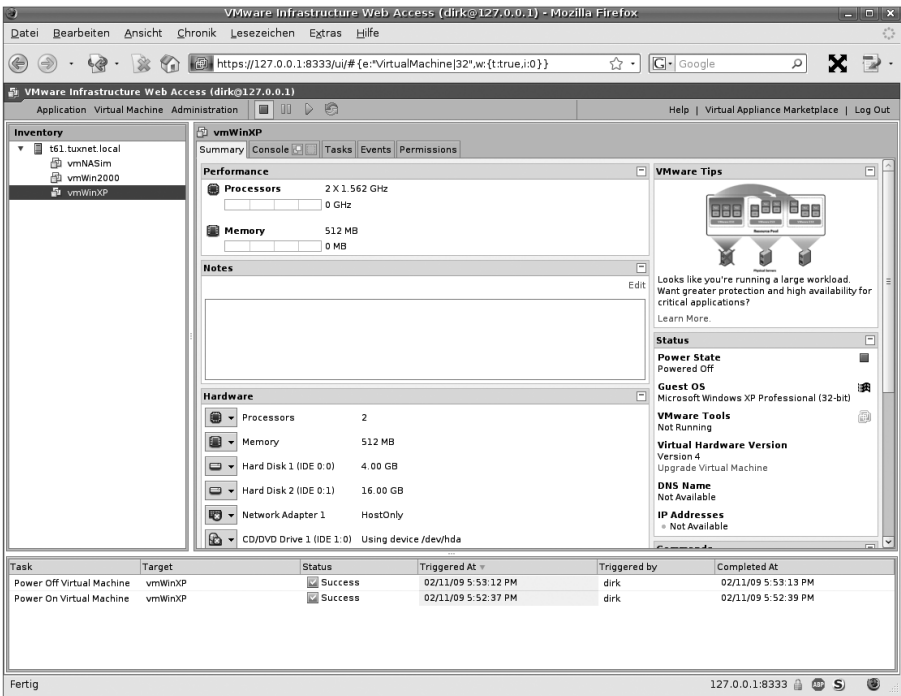 VMware Infrastructure Web Access (dirk@127.0.0.1) - Mozilla Firefox
Datei Bearbeiten Ansicht Chronik Lesezeichen Extras Hilfe
https://127.0.0.1:8333/ui/#{e:"VirtualMachine|32",w:{t:true,i:0}}
G Google
VMware Infrastructure Web Access (dirk@127.0.0.1)
Application Virtual Machine Administration
Help | Virtual Appliance Marketplace | Log Out
Inventory
t61.tuxnet.local
vmNASim
vmWin2000
vmWinXP
vmWinXP
Summary Console Tasks Events Permissions
Performance
Processors 2 X 1.562 GHz
0 GHz
Memory 512 MB
0 MB
Notes
Edit
Hardware
Processors 2
Memory 512 MB
Hard Disk 1 (IDE 0:0) 4.00 GB
Hard Disk 2 (IDE 0:1) 16.00 GB
Network Adapter 1 HostOnly
CD/DVD Drive 1 (IDE 1:0) Using device /dev/hda
VMware Tips
Resource Pool
Looks like you're running a large workload.
Want greater protection and high availability for
critical applications?
Learn More.
Status
Power State
Powered Off
Guest OS
Microsoft Windows XP Professional (32-bit)
VMware Tools
Not Running
Virtual Hardware Version
Version 4
Upgrade Virtual Machine
DNS Name
Not Available
IP Addresses
Not Available
Commands
Task Target Status Triggered At Triggered by Completed At
Power Off Virtual Machine vmWinXP Success 02/11/09 5:53:12 PM dirk 02/11/09 5:53:13 PM
Power On Virtual Machine vmWinXP Success 02/11/09 5:52:37 PM dirk 02/11/09 5:52:39 PM
Fertig
127.0.0.1:8333 ABP S